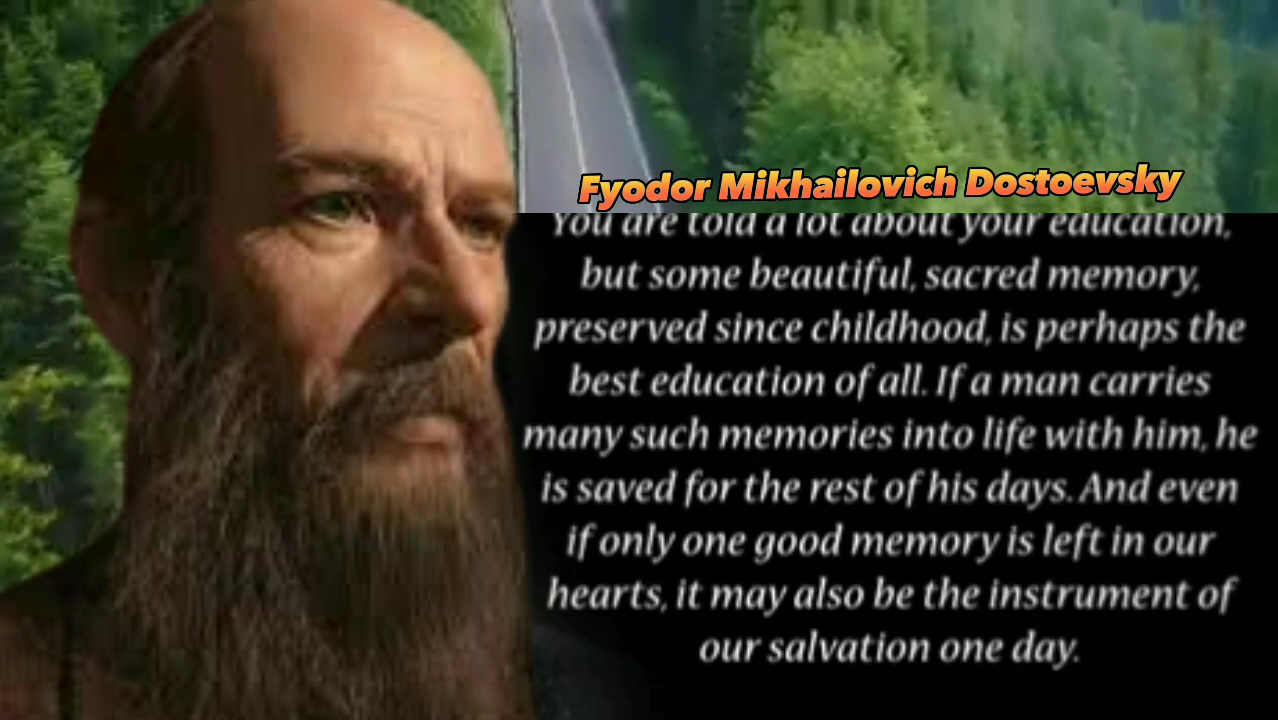 Fyodor Mikhailovich Dostoevsky
You are told a lot about your education,
but some beautiful, sacred memory,
preserved since childhood, is perhaps the
best education of all. If a man carries
many such memories into life with him, he
is saved for the rest of his days. And even
if only one good memory is left in our
hearts, it may also be the instrument of
our salvation one day.